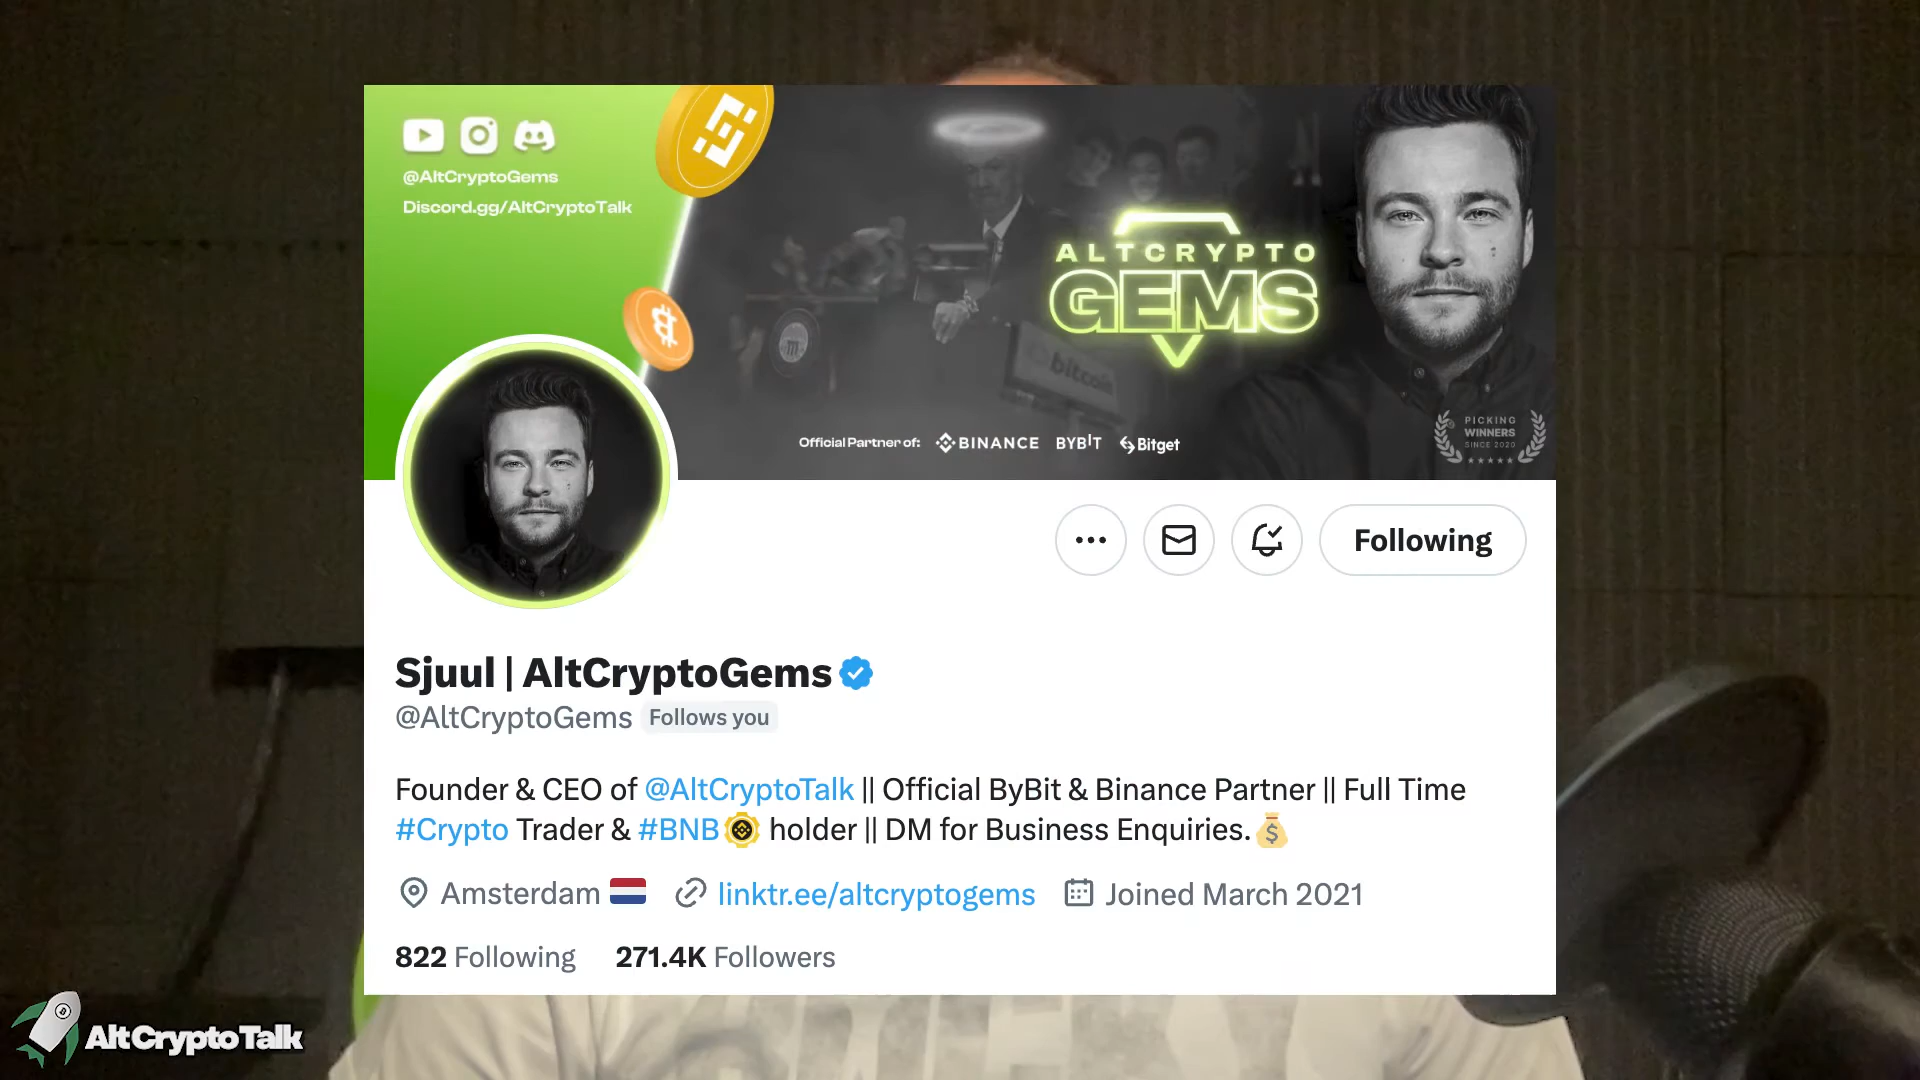 @AltCryptoGems
Discord.gg/AltCryptoTalk
ALTCRYPTO
GEMS
bitcoin
Official Partner of: BINANCE BYBIT Bitget
PICKING
WINNERS
SINCE 2020
Following
Sjuul | AltCryptoGems
@AltCryptoGems Follows you
Founder & CEO of @AltCryptoTalk || Official ByBit & Binance Partner || Full Time
#Crypto Trader & #BNB holder || DM for Business Enquiries.
Amsterdam linktr.ee/altcryptogems Joined March 2021
822 Following 271.4K Followers
AltCryptoTalk